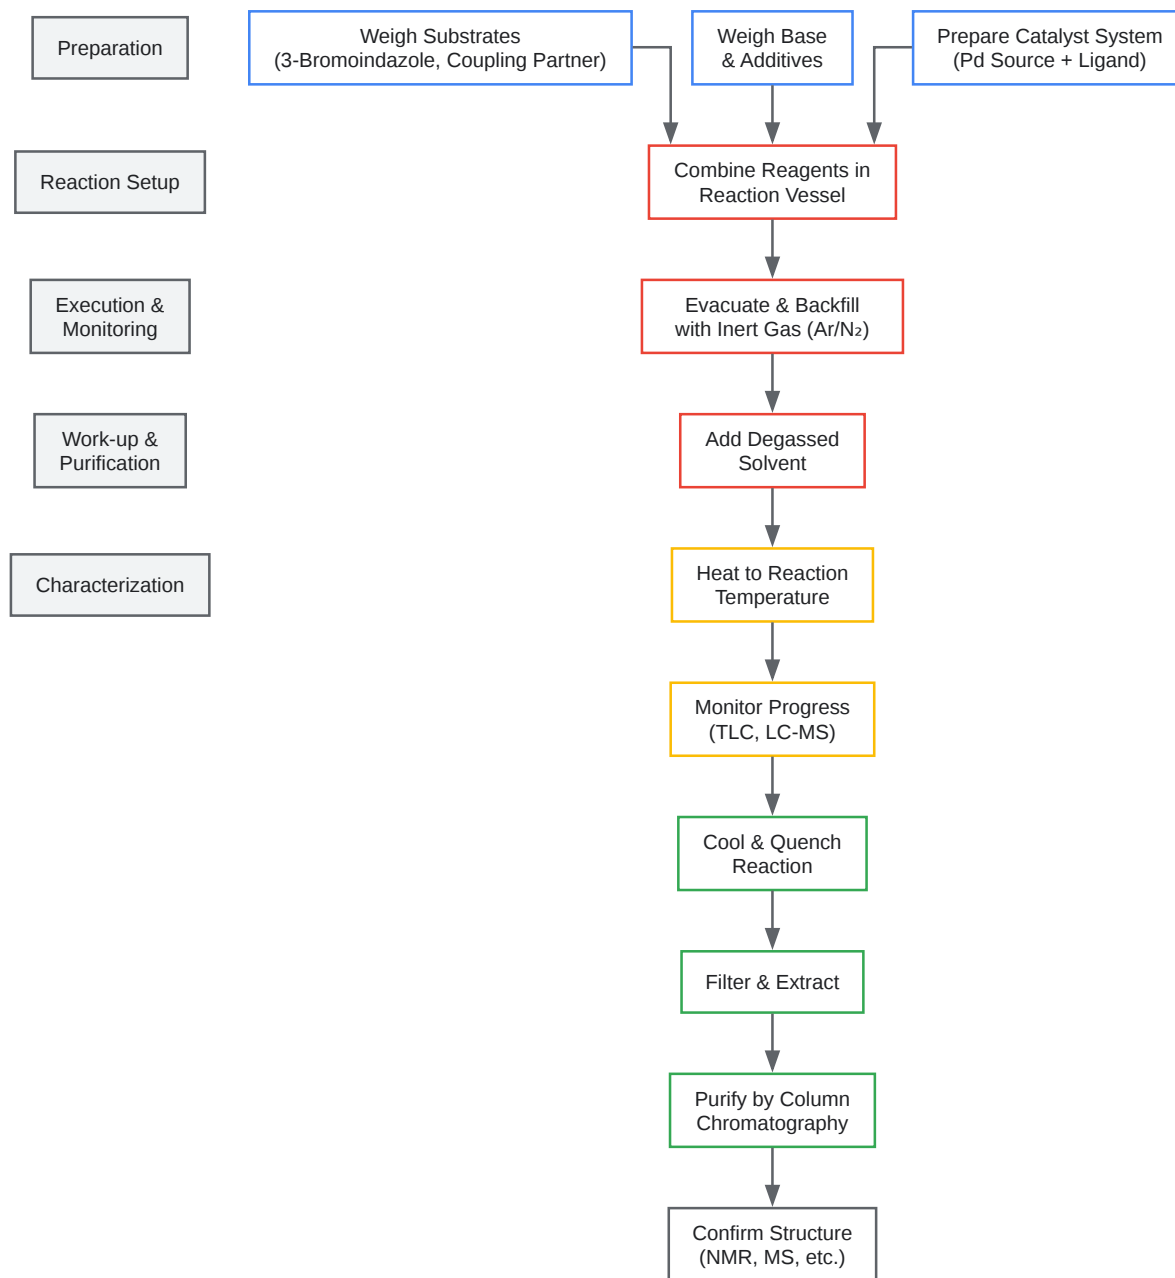 Preparation
Weigh Substrates
(3-Bromoindazole, Coupling Partner)
Weigh Base
& Additives
Prepare Catalyst System
(Pd Source + Ligand)
Reaction Setup
Combine Reagents in
Reaction Vessel
Execution &
Monitoring
Evacuate & Backfill
with Inert Gas (Ar/N₂)
Work-up &
Purification
Add Degassed
Solvent
Characterization
Heat to Reaction
Temperature
Monitor Progress
(TLC, LC-MS)
Cool & Quench
Reaction
Filter & Extract
Purify by Column
Chromatography
Confirm Structure
(NMR, MS, etc.)